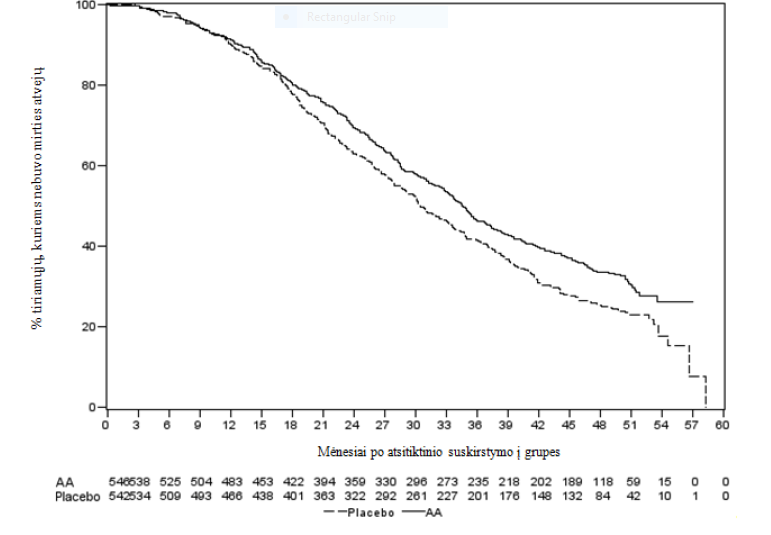 Rectangular Snip
100
80
60
40
20
0
% tiriamųjų, kuriems nebuvo mirties atvejų
0 3 6 9 12 15 18 21 24 27 30 33 36 39 42 45 48 51 54 57 60
Mėnesiai po atsitiktinio suskirstymo į grupes
AA 546538 525 504 483 453 422 394 359 330 296 273 235 218 202 189 118 59 15 0 0
Placebo 542534 509 493 466 438 401 363 322 292 261 227 201 176 148 132 84 42 10 1 0
Placebo AA